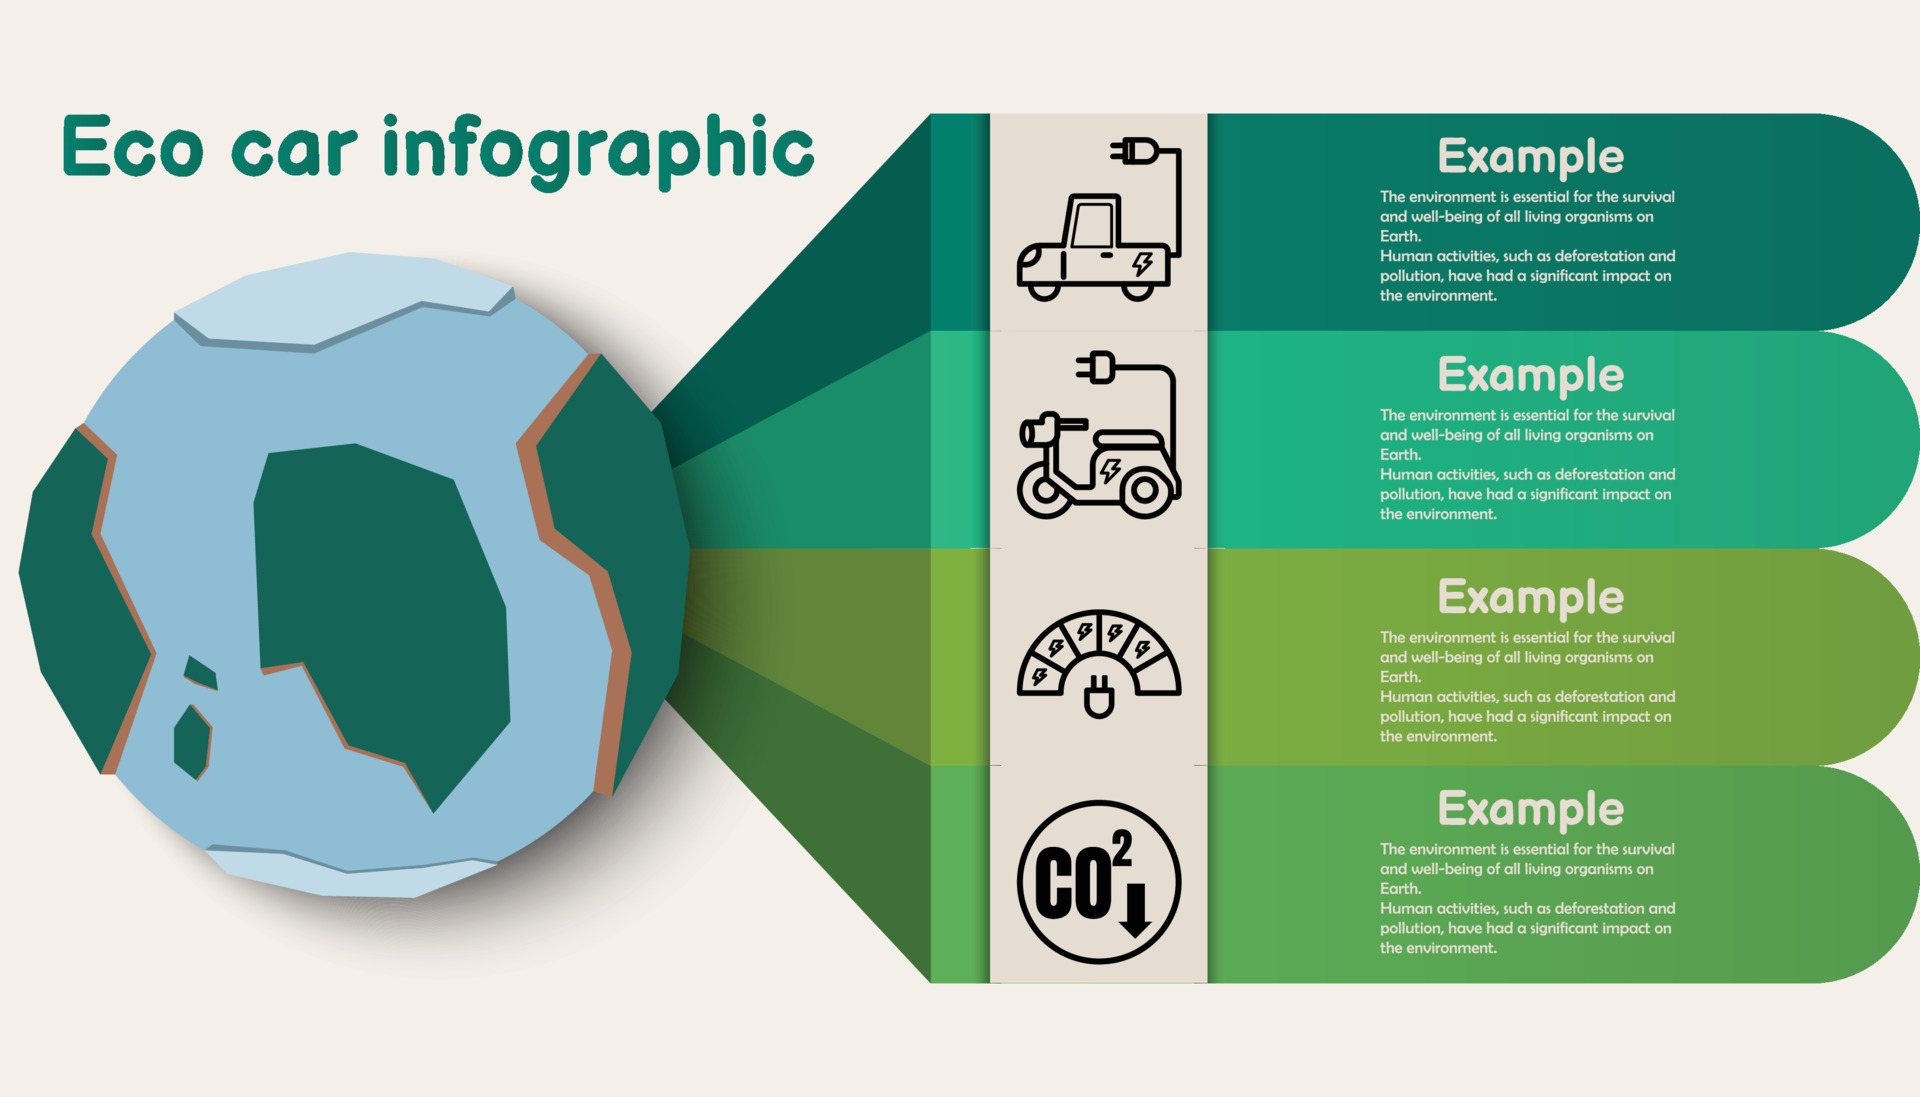 Eco car infographic
Example
The environment is essential for the survival
and well-being of all living organisms on
Earth.
Human activities, such as deforestation and
pollution, have had a significant impact on
the environment.
Example
The environment is essential for the survival
and well-being of all living organisms on
Earth.
Human activities, such as deforestation and
pollution, have had a significant impact on
the environment.
Example
The environment is essential for the survival
and well-being of all living organisms on
Earth.
Human activities, such as deforestation and
pollution, have had a significant impact on
the environment.
CO²
Example
The environment is essential for the survival
and well-being of all living organisms on
Earth.
Human activities, such as deforestation and
pollution, have had a significant impact on
the environment.